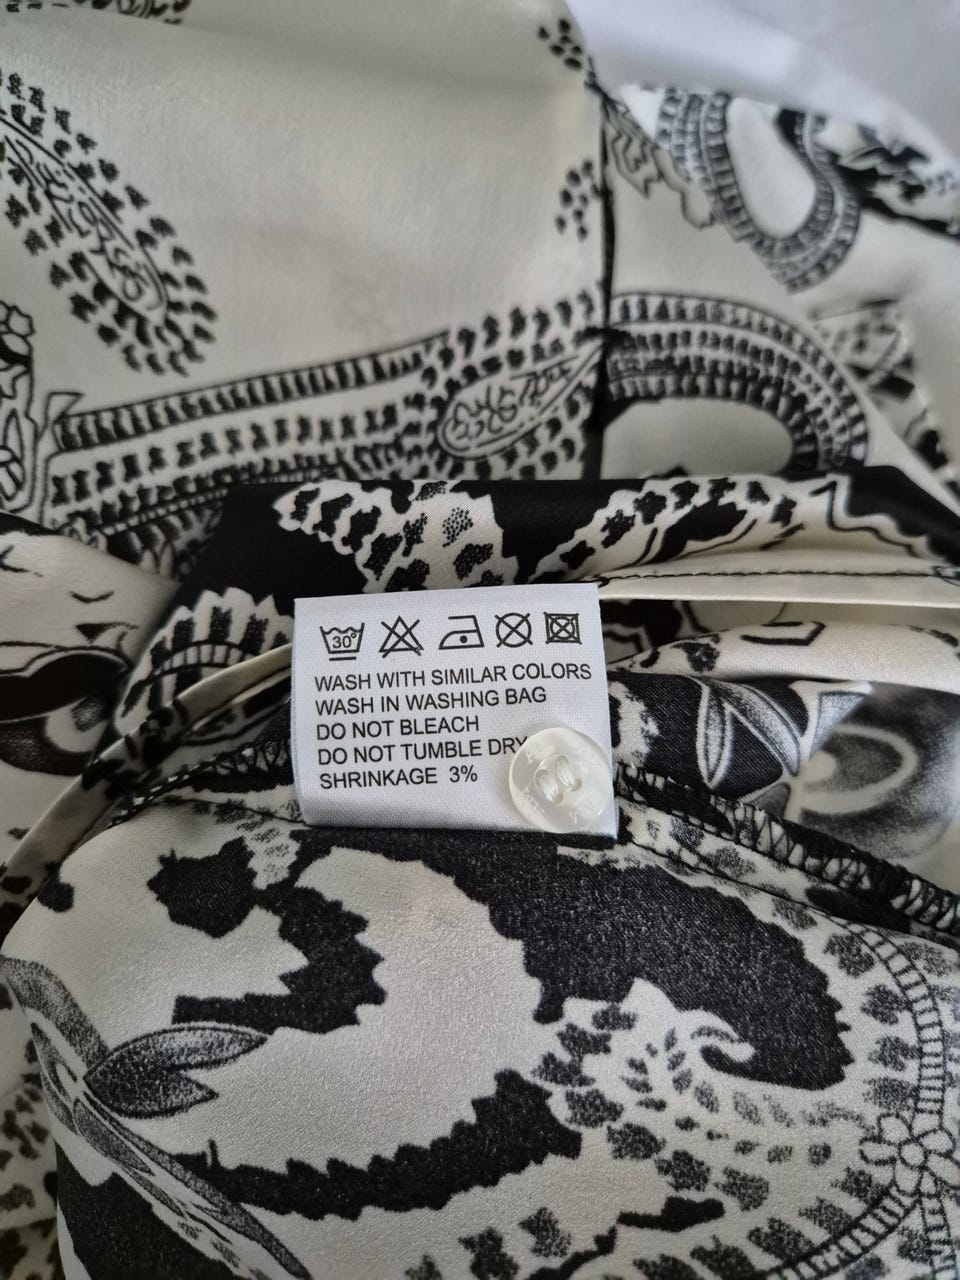 30°
WASH WITH SIMILAR COLORS
WASH IN WASHING BAG
DO NOT BLEACH
DO NOT TUMBLE DRY
SHRINKAGE 3%